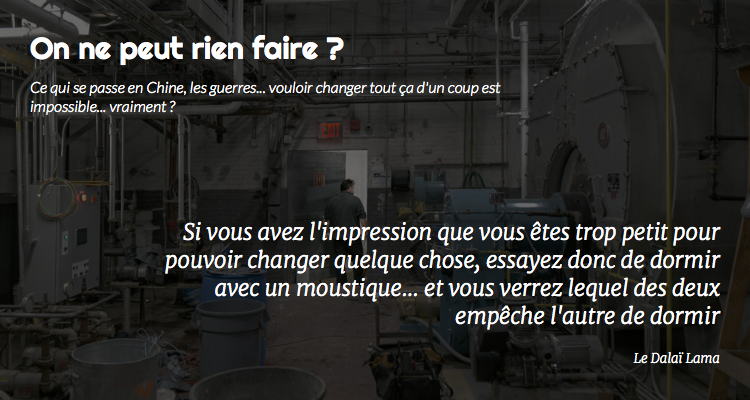 On ne peut rien faire ?
Ce qui se passe en Chine, les guerres... vouloir changer tout ça d'un coup est
impossible... vraiment ?
EXIT
Si vous avez l'impression que vous êtes trop petit pour
pouvoir changer quelque chose, essayez donc de dormir
avec un moustique... et vous verrez lequel des deux
empêche l'autre de dormir
Le Dalaï Lama